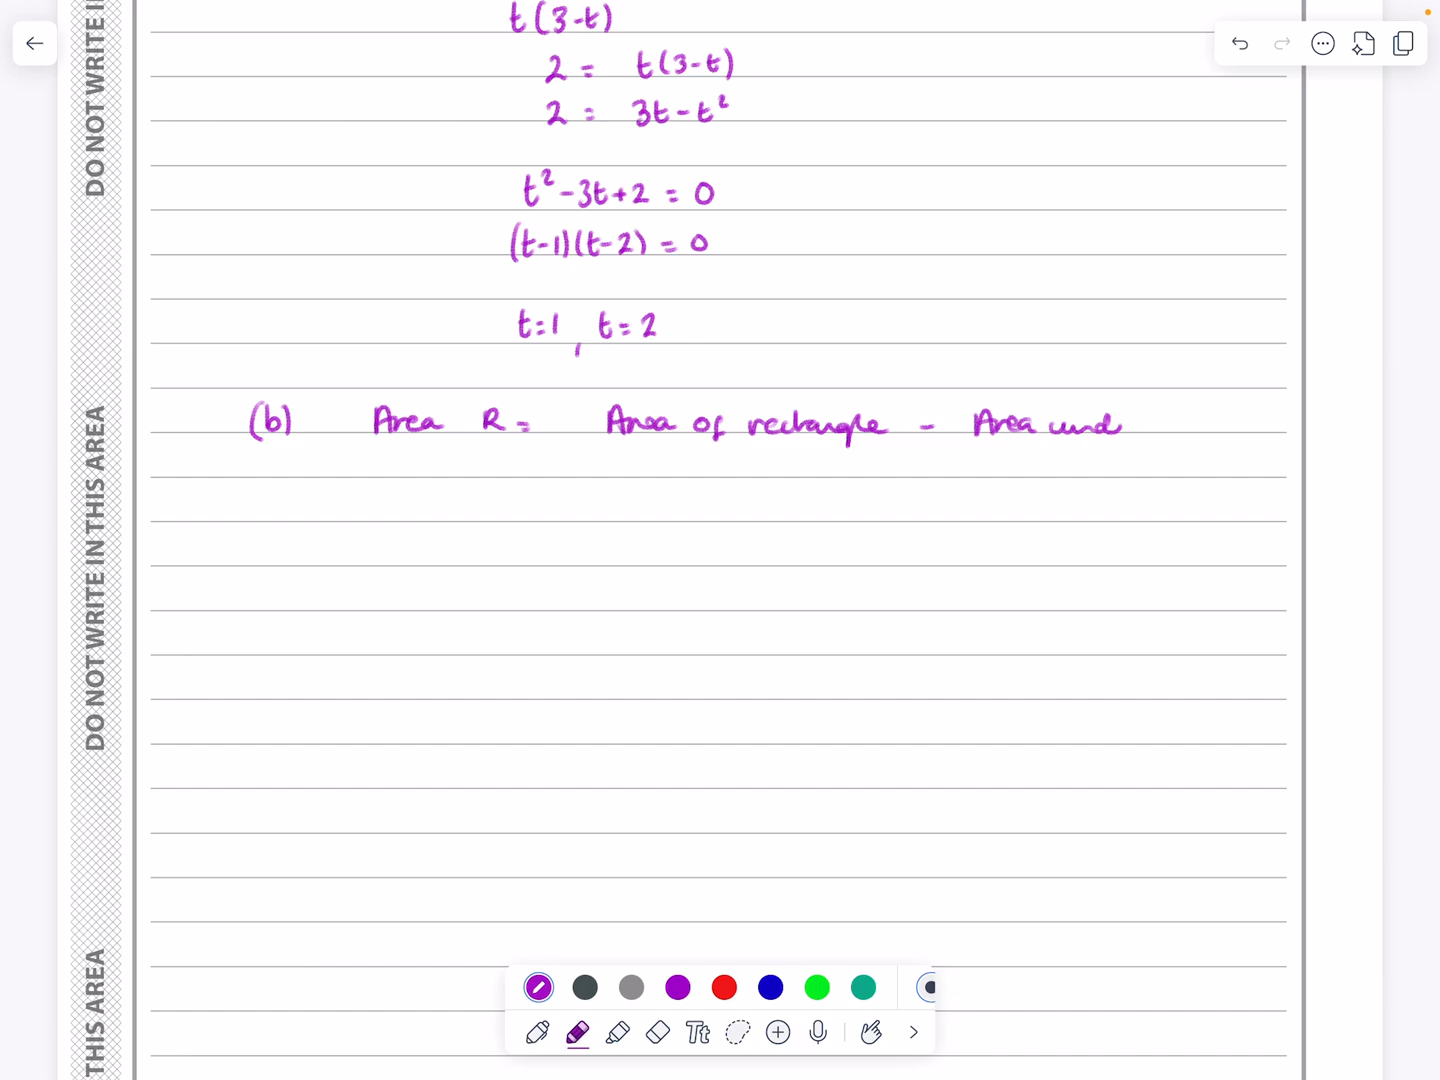 t(3-t)
2 = t(3-t)
2 = 3t-t²
t²-3t+2 = 0
(t-1)(t-2) = 0
t=1, t=2
(b) Area R = Area of rectangle - Area und
DO NOT WRITE I
DO NOT WRITE IN THIS AREA
THIS AREA
Tt